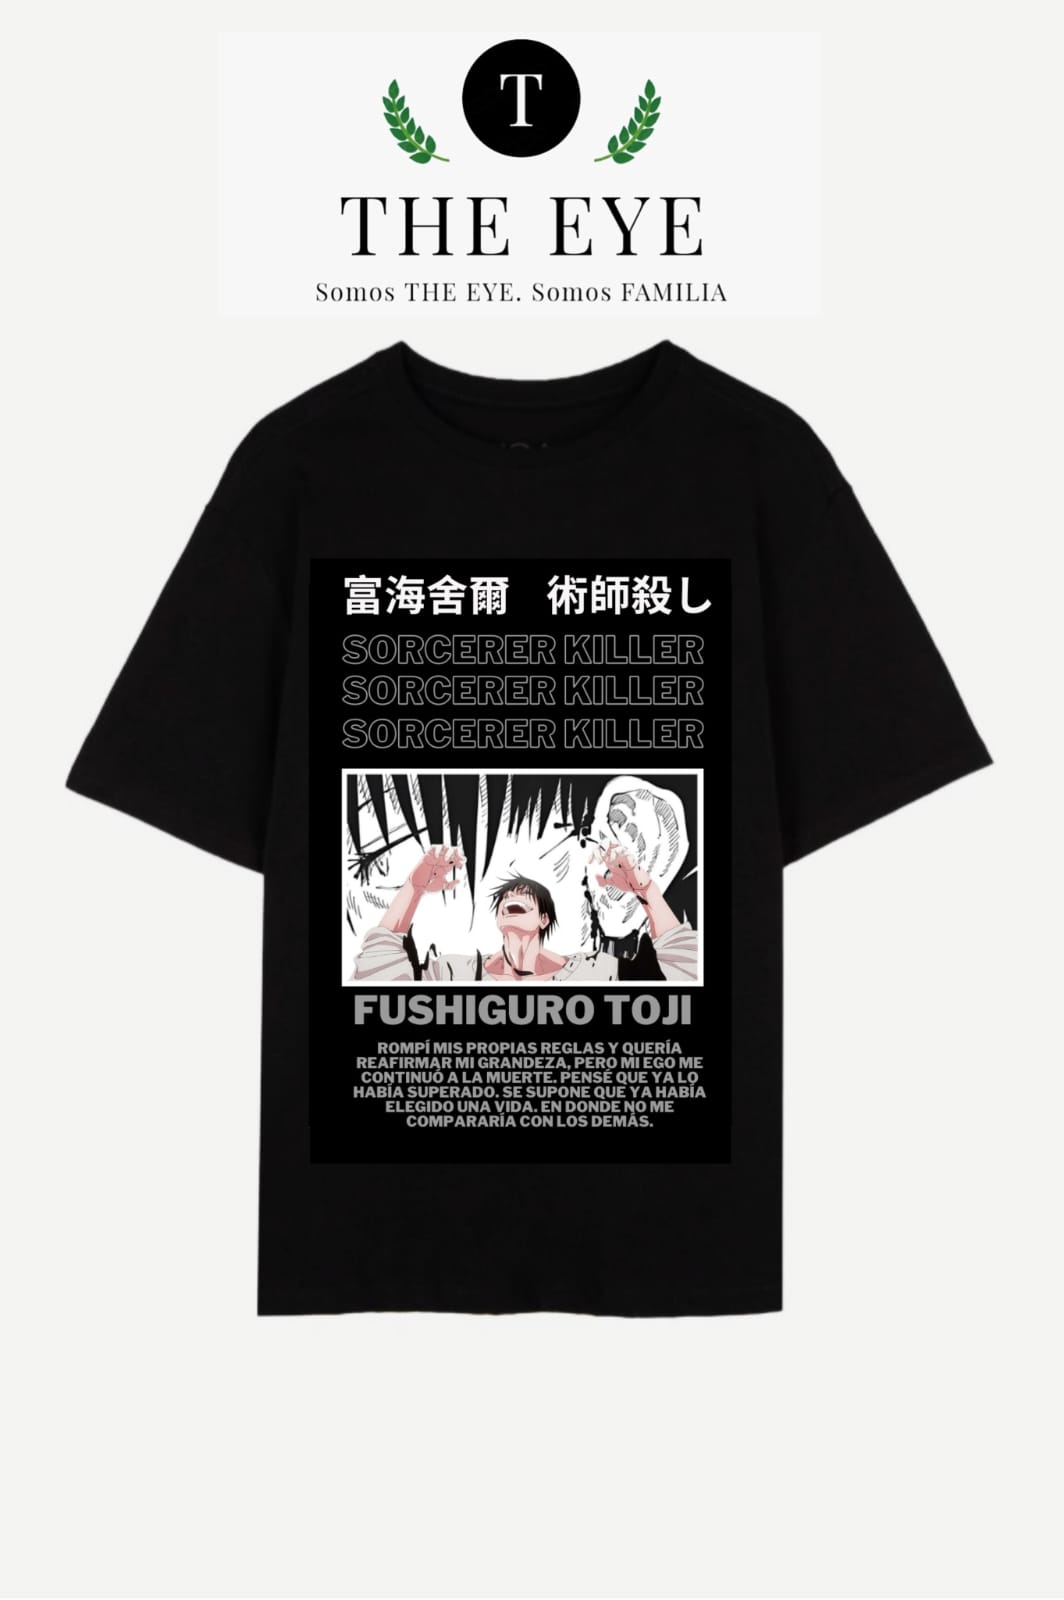 T
THE EYE
Somos THE EYE. Somos FAMILIA
富海舍爾 術師殺し
SORCERER KILLER
SORCERER KILLER
SORCERER KILLER
FUSHIGURO TOJI
ROMPÍ MIS PROPIAS REGLAS Y QUERÍA
REAFIRMAR MI GRANDEZA, PERO MI EGO ME
CONTINUÓ A LA MUERTE. PENSÉ QUE YA LO
HABÍA SUPERADO. SE SUPONE QUE YA HABÍA
ELEGIDO UNA VIDA. EN DONDE NO ME
COMPARARÍA CON LOS DEMÁS.